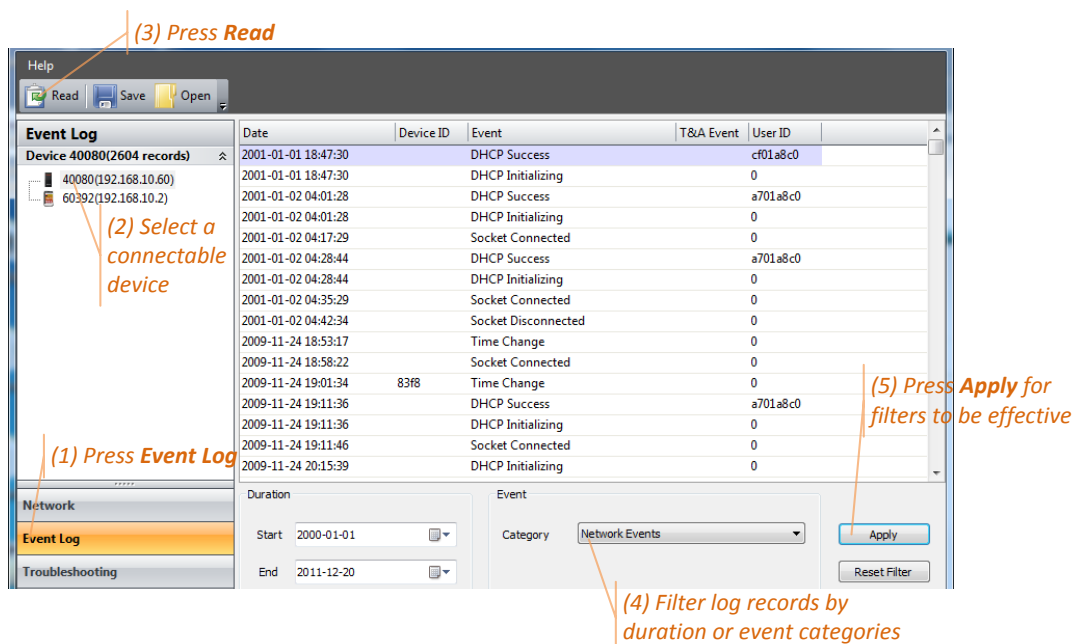 (3) Press Read
Help
Read Save Open
Event Log
Device 40080(2604 records)
40080(192.168.10.60)
60392(192.168.10.2)
(2) Select a
connectable
device
(1) Press Event Log
Network
Event Log
Troubleshooting
Date Device ID Event T&A Event User ID
2001-01-01 18:47:30 DHCP Success cf01a8c0
2001-01-01 18:47:30 DHCP Initializing 0
2001-01-02 04:01:28 DHCP Success a701a8c0
2001-01-02 04:01:28 DHCP Initializing 0
2001-01-02 04:17:29 Socket Connected 0
2001-01-02 04:28:44 DHCP Success a701a8c0
2001-01-02 04:28:44 DHCP Initializing 0
2001-01-02 04:35:29 Socket Connected 0
2001-01-02 04:42:34 Socket Disconnected 0
2009-11-24 18:53:17 Time Change 0
2009-11-24 18:58:22 Socket Connected 0
2009-11-24 19:01:34 83f8 Time Change 0
2009-11-24 19:11:36 DHCP Success a701a8c0
2009-11-24 19:11:36 DHCP Initializing 0
2009-11-24 19:11:46 Socket Connected 0
2009-11-24 20:15:39 DHCP Initializing 0
(5) Press Apply for
filters to be effective
Duration
Start 2000-01-01
End 2011-12-20
Event
Category Network Events
Apply
Reset Filter
(4) Filter log records by
duration or event categories